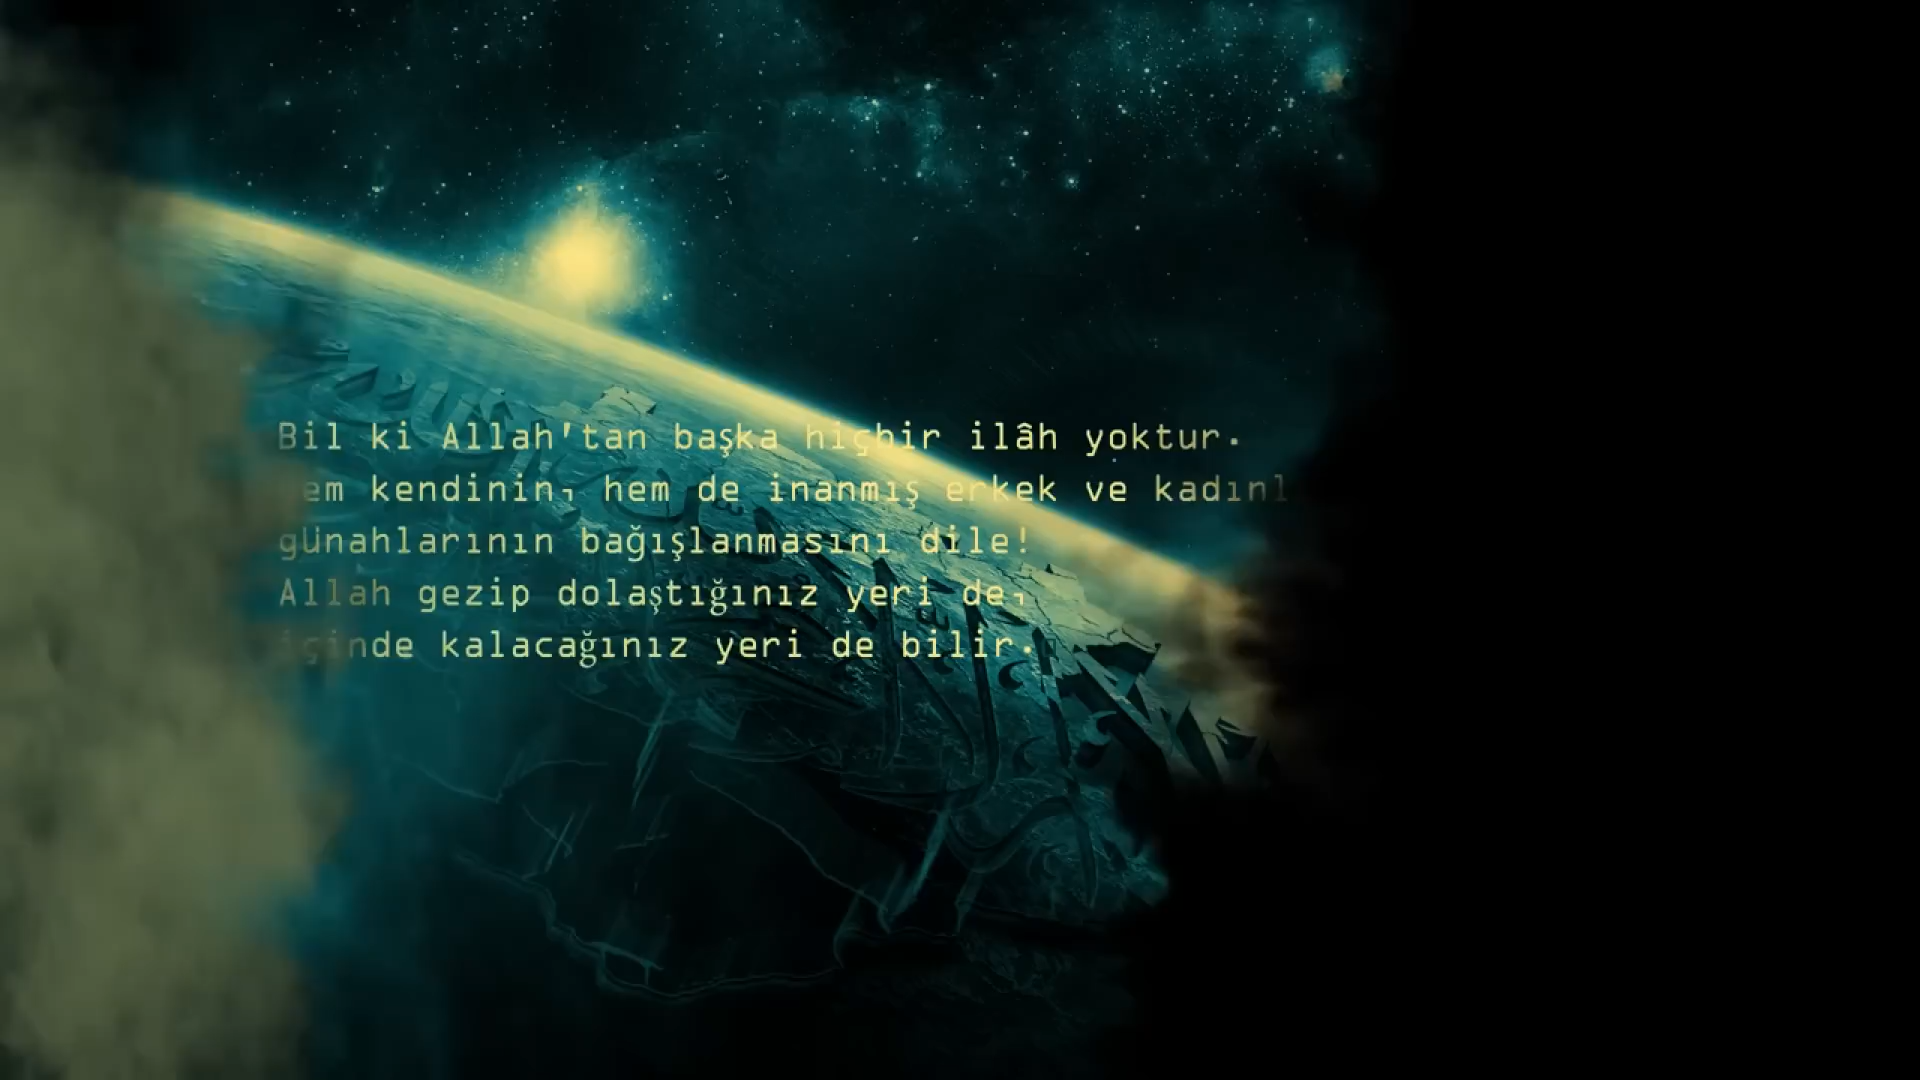 Bil ki Allah'tan başka hiçbir ilâh yoktur.
kendinin, hem de inanmış erkek ve
günahlarının bağışlanmasını dile!
Allah gezip dolaştığınız yeri de,
içinde kalacağınız yeri de bilir.